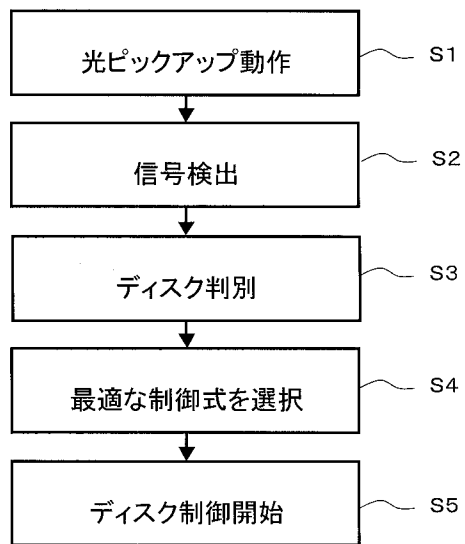 光ピックアップ動作
S1
信号検出
S2
ディスク判別
S3
最適な制御式を選択
S4
ディスク制御開始
S5